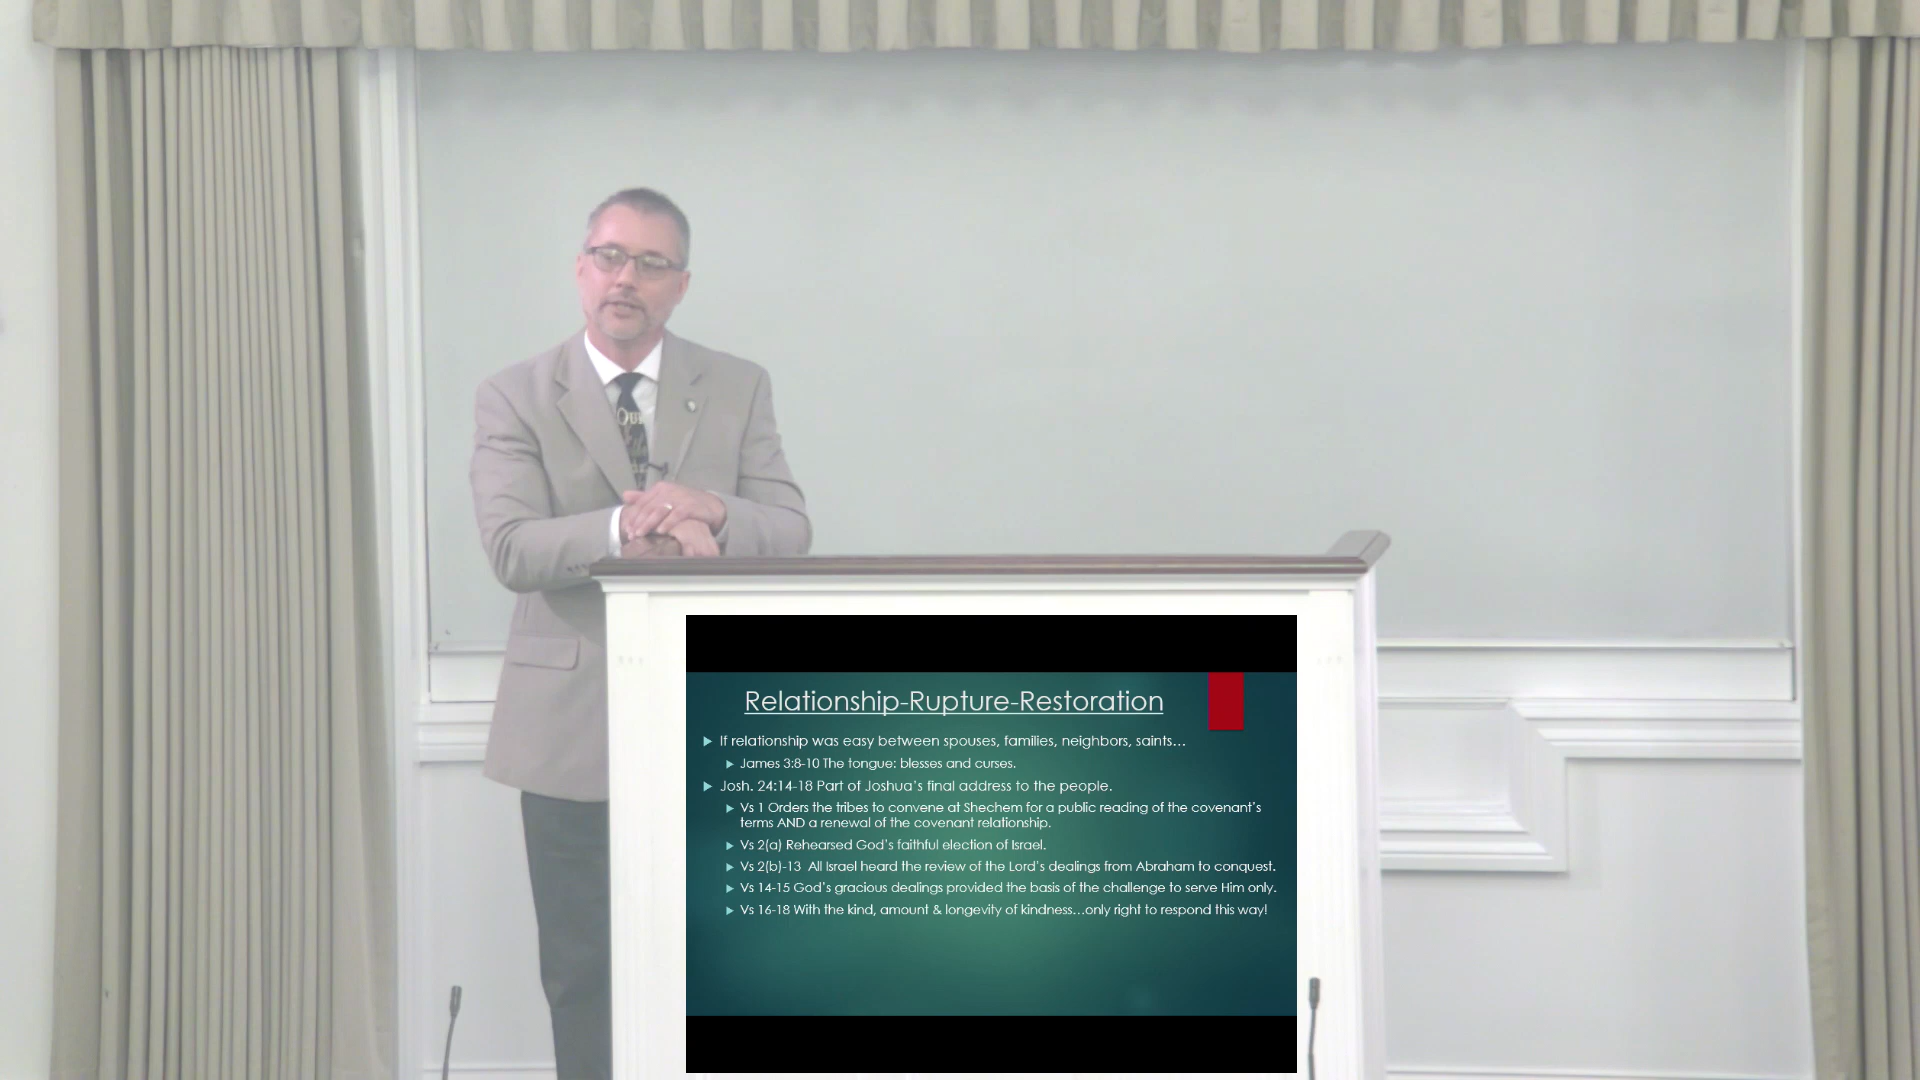 Our
Relationship-Rupture-Restoration
If relationship was easy between spouses, families, neighbors, saints…
James 3:8-10 The tongue: blesses and curses.
Josh. 24:14-18 Part of Joshua's final address to the people.
Vs 1 Orders the tribes to convene at Shechem for a public reading of the covenant's
terms AND a renewal of the covenant relationship.
Vs 2(a) Rehearsed God's faithful election of Israel.
Vs 2(b)-13  All Israel heard the review of the Lord's dealings from Abraham to conquest.
Vs 14-15 God's gracious dealings provided the basis of the challenge to serve Him only.
Vs 16-18 With the kind, amount & longevity of kindness…only right to respond this way!